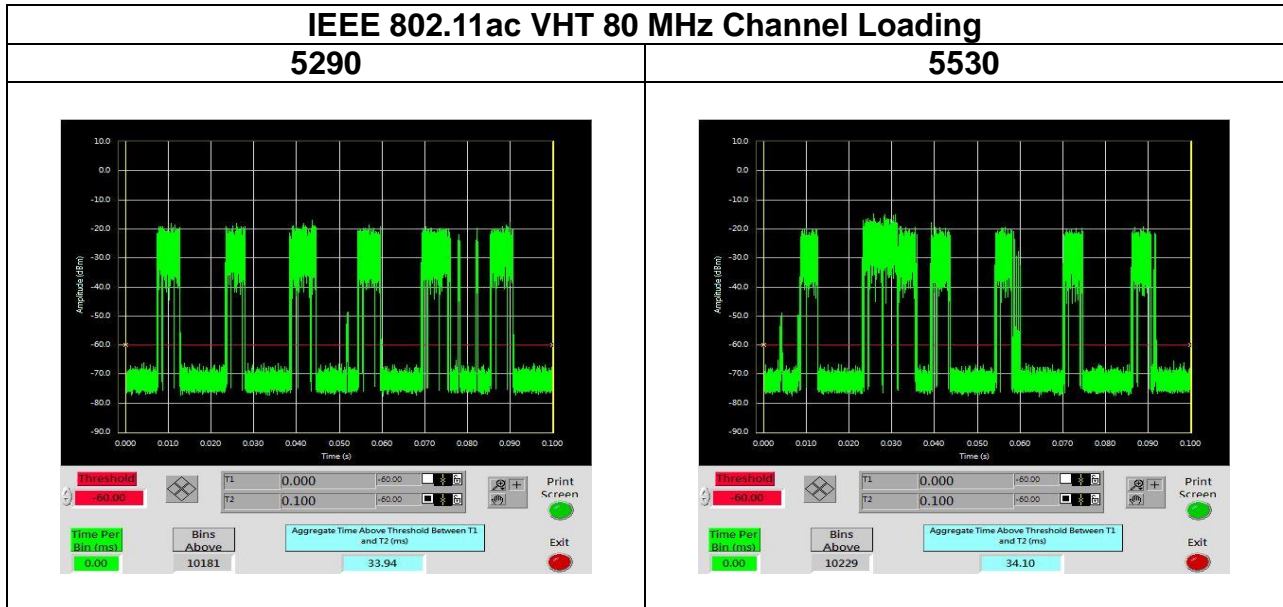 IEEE 802.11ac VHT 80 MHz Channel Loading
5290
5530
10.0
0.0
-10.0
-20.0
-30.0
-40.0
-50.0
-60.0
-70.0
-80.0
-90.0
Amplitude (dBm)
0.000 0.010 0.020 0.030 0.040 0.050 0.060 0.070 0.080 0.090 0.100
Time (s)
Threshold
-60.00
T1 0.000 -60.00
T2 0.100 -60.00
Print
Screen
Time Per
Bin (ms)
0.00
Bins
Above
10181
Aggregate Time Above Threshold Between T1
and T2 (ms)
33.94
Exit
10.0
0.0
-10.0
-20.0
-30.0
-40.0
-50.0
-60.0
-70.0
-80.0
-90.0
Amplitude (dBm)
0.000 0.010 0.020 0.030 0.040 0.050 0.060 0.070 0.080 0.090 0.100
Time (s)
Threshold
-60.00
T1 0.000 -60.00
T2 0.100 -60.00
Print
Screen
Time Per
Bin (ms)
0.00
Bins
Above
10229
Aggregate Time Above Threshold Between T1
and T2 (ms)
34.10
Exit